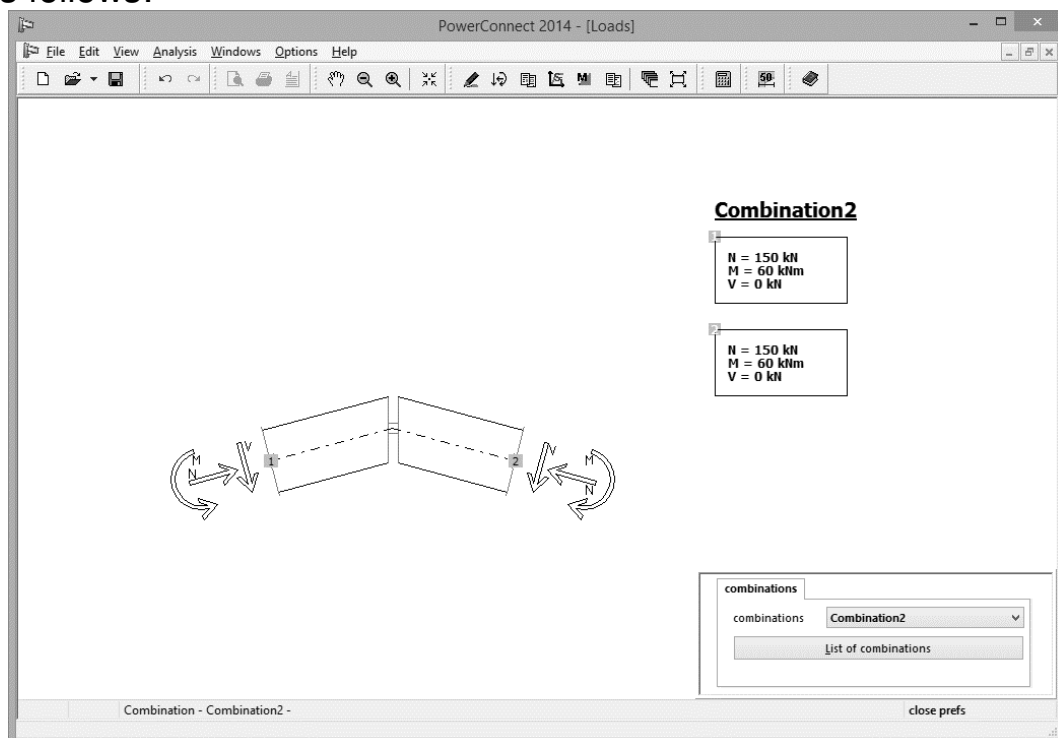 PowerConnect 2014 - [Loads]
File Edit View Analysis Windows Options Help
50
Combination2
1
N = 150 kN
M = 60 kNm
V = 0 kN
2
N = 150 kN
M = 60 kNm
V = 0 kN
M N V 1 2 V M N
combinations
combinations Combination2
List of combinations
Combination - Combination2 - close prefs